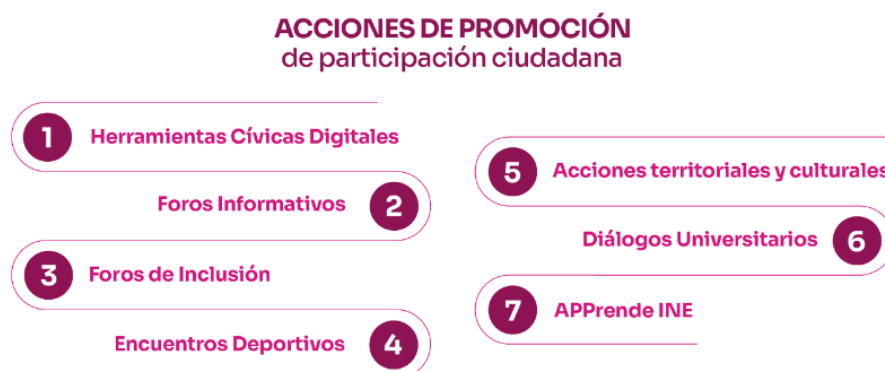 ACCIONES DE PROMOCIÓN
de participación ciudadana
1 Herramientas Cívicas Digitales
Foros Informativos 2
3 Foros de Inclusión
Encuentros Deportivos 4
5 Acciones territoriales y culturales
Diálogos Universitarios 6
7 APPrende INE